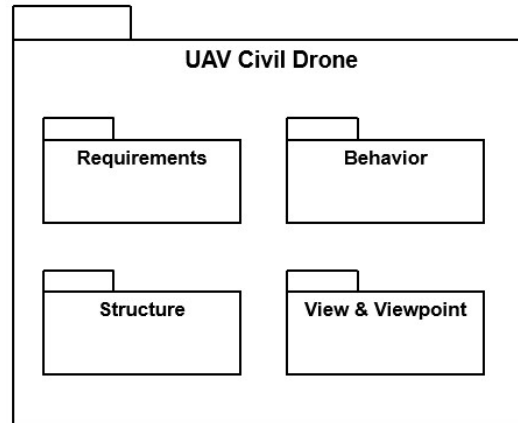 UAV Civil Drone
Requirements
Behavior
Structure
View & Viewpoint